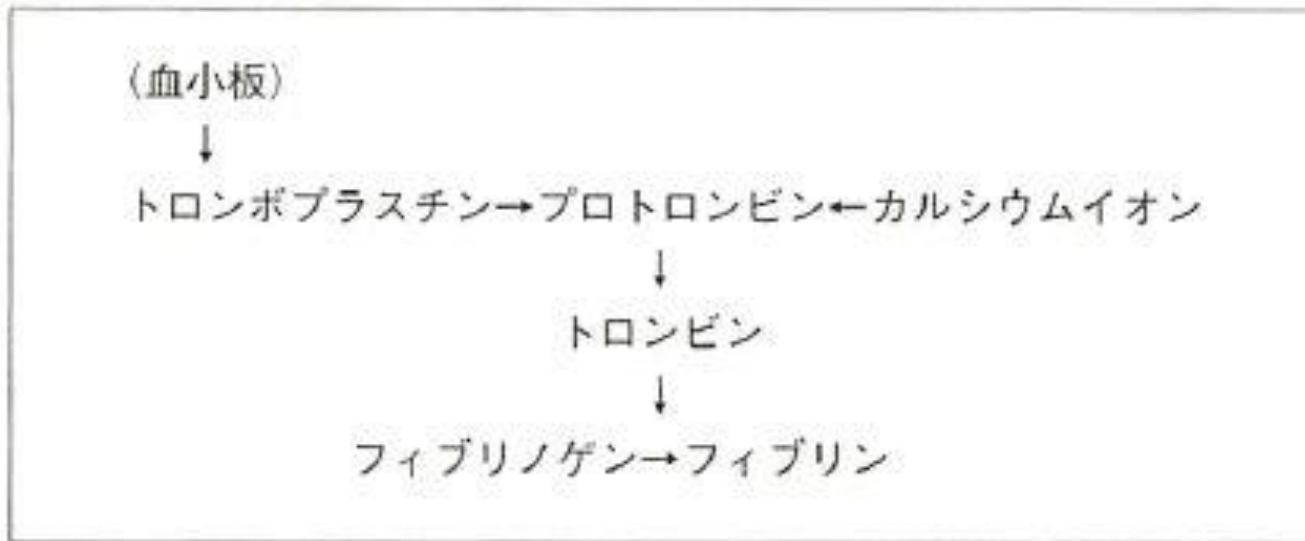 （血小板）
↓
トロンボプラスチン→プロトロンビン←カルシウムイオン
↓
トロンビン
↓
フィブリノゲン→フィブリン